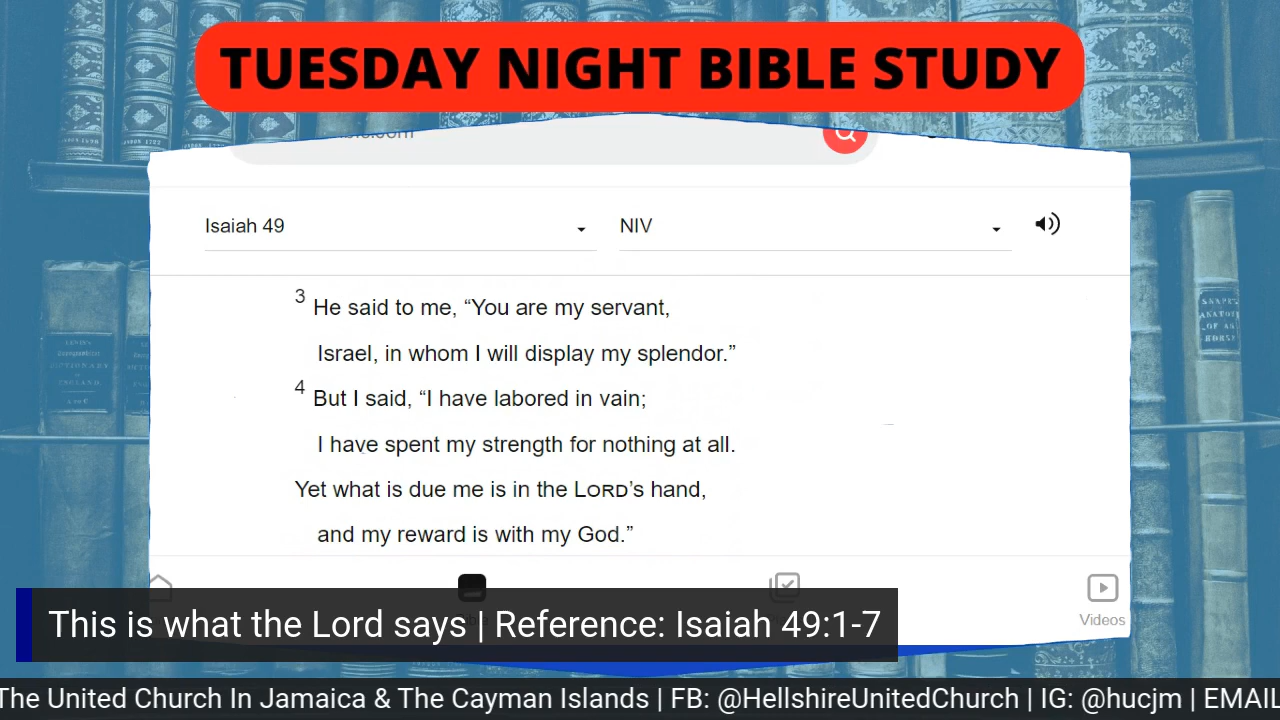 TUESDAY NIGHT BIBLE STUDY
Isaiah 49
NIV
3 He said to me, “You are my servant,
Israel, in whom I will display my splendor.”
4 But I said, “I have labored in vain;
I have spent my strength for nothing at all.
Yet what is due me is in the LORD’s hand,
and my reward is with my God.”
Videos
This is what the Lord says | Reference: Isaiah 49:1-7
The United Church In Jamaica & The Cayman Islands | FB: @HellshireUnitedChurch | IG: @hucjm | EMAIL